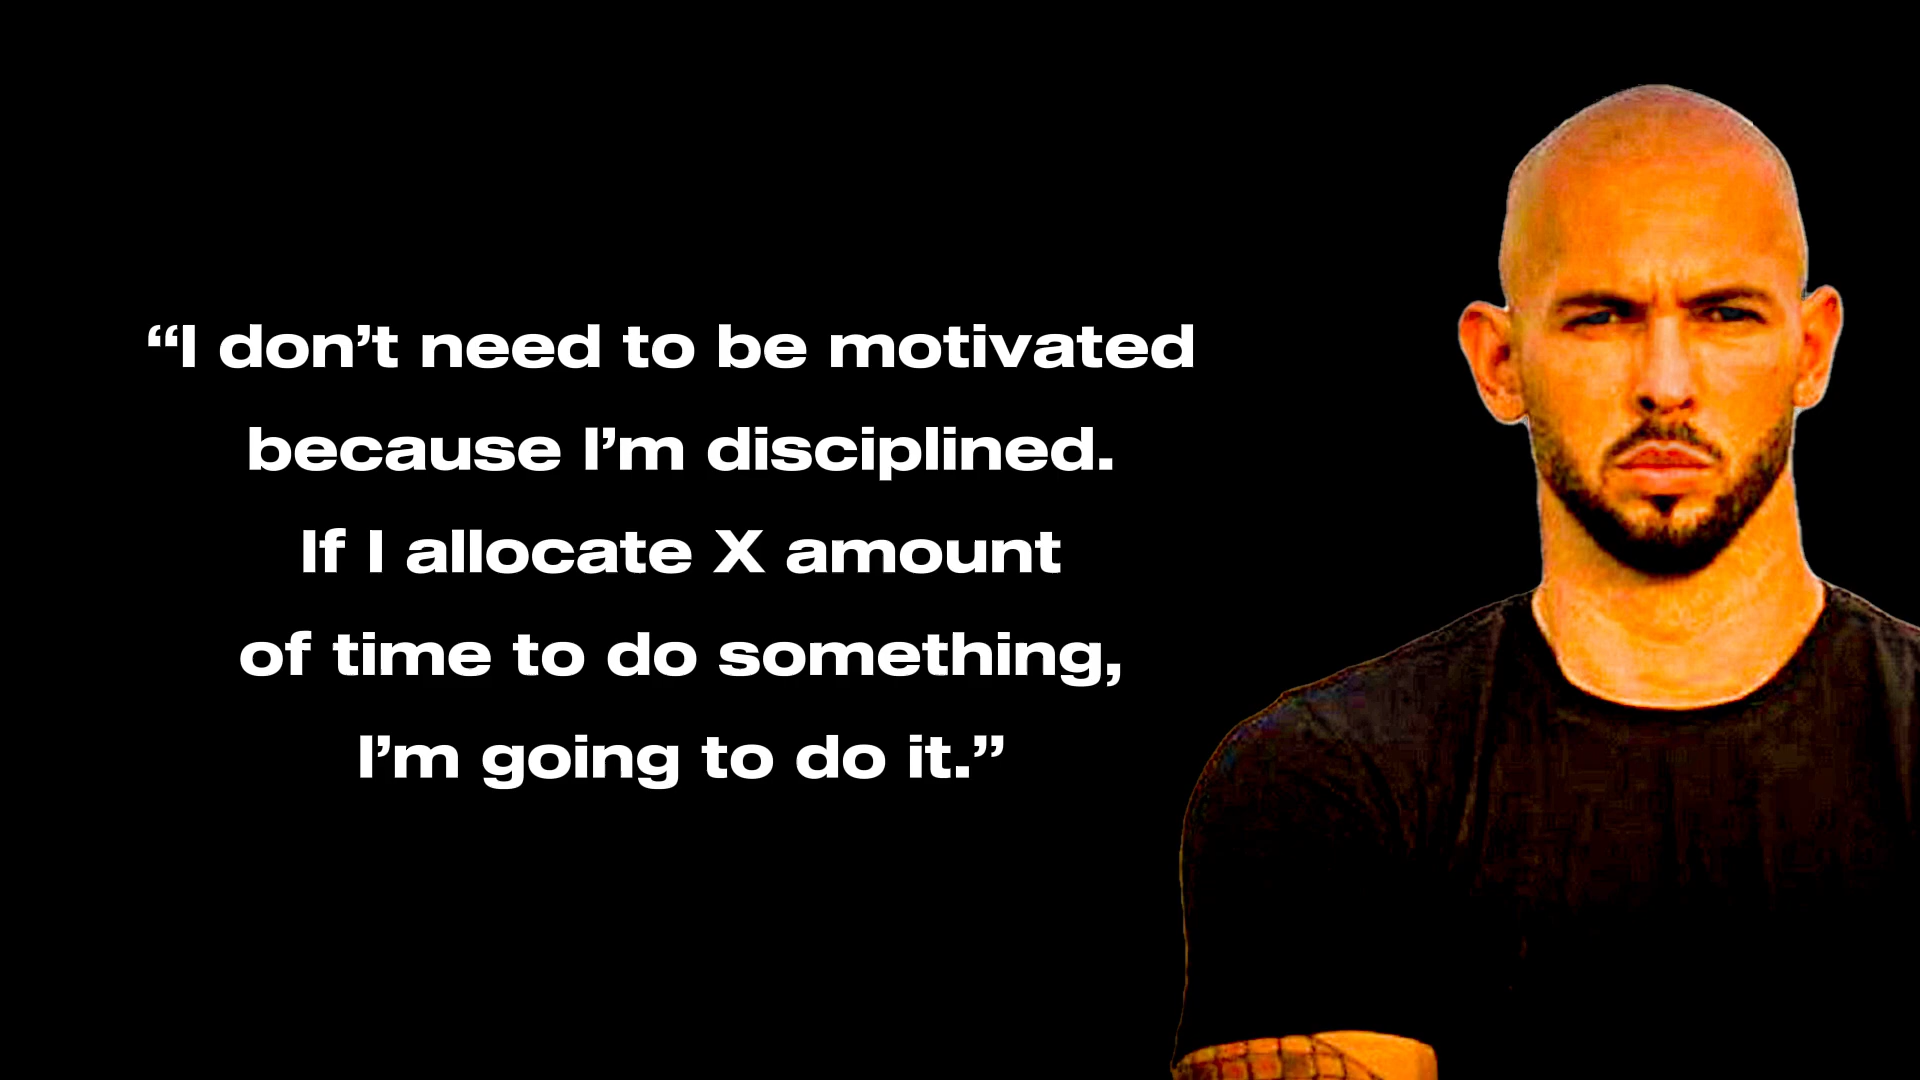 “I don’t need to be motivated
because I’m disciplined.
If I allocate X amount
of time to do something,
I’m going to do it.”